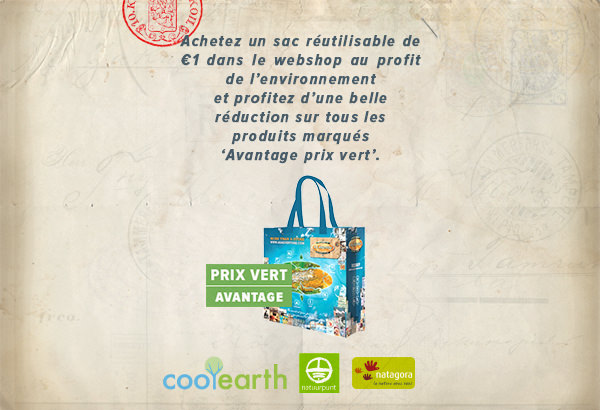 Achetez un sac réutilisable de
€1 dans le webshop au profit
de l’environnement
et profitez d’une belle
réduction sur tous les
produits marqués
‘Avantage prix vert’.
PRIX VERT
AVANTAGE
coolearth
natuurpunt
natagora